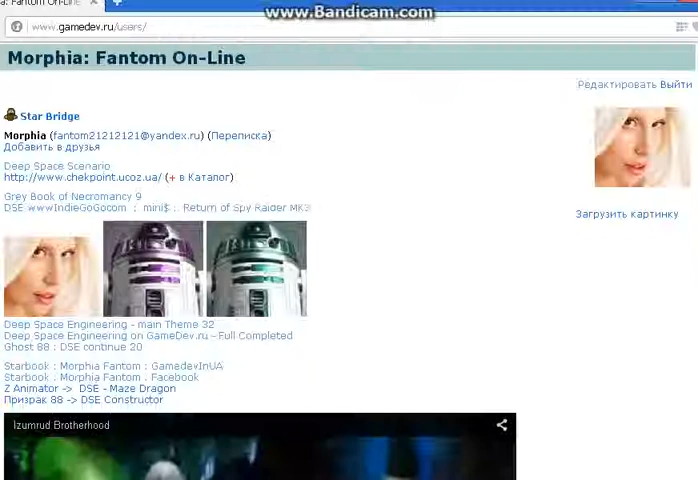 a: Fantom On-Line
www.Bandicam.com
www.gamedev.ru/users/
Morphia: Fantom On-Line
Редактировать Выйти
Star Bridge
Morphia (fantom21212121@yandex.ru) (Переписка)
Добавить в друзья
Deep Space Scenario
http://www.chekpoint.ucoz.ua/ (+ в Каталог)
Grey Book of Necromancy 9
DSE wwwIndieGoGocom : mini$ :. Return of Spy Raider MK3
Загрузить картинку
Deep Space Engineering - main Theme 32
Deep Space Engineering on GameDev.ru - Full Completed
Ghost 88 : DSE continue 20
Starbook : Morphia Fantom : GamedevInUA
Starbook : Morphia Fantom : Facebook
Z Animator -> DSE - Maze Dragon
Призрак 88 -> DSE Constructor
Izumrud Brotherhood